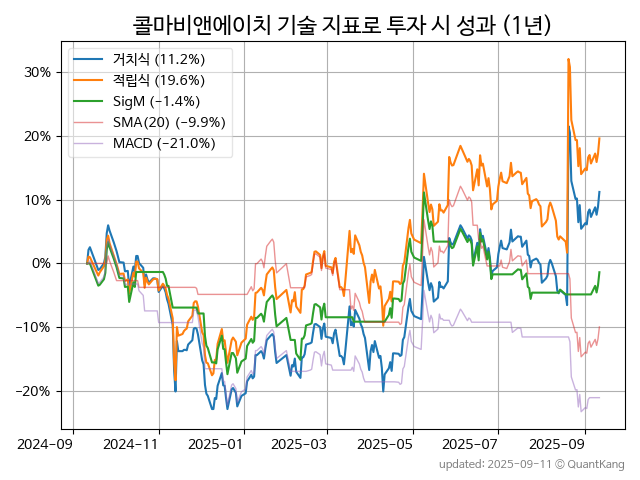 콜마비앤에이치 기술 지표로 투자 시 성과 (1년)
거치식 (11.2%)
적립식 (19.6%)
SigM (−1.4%)
SMA(20) (−9.9%)
MACD (−21.0%)
30%
20%
10%
0%
−10%
−20%
2024-09 2024-11 2025-01 2025-03 2025-05 2025-07 2025-09
updated: 2025-09-11 © QuantKang